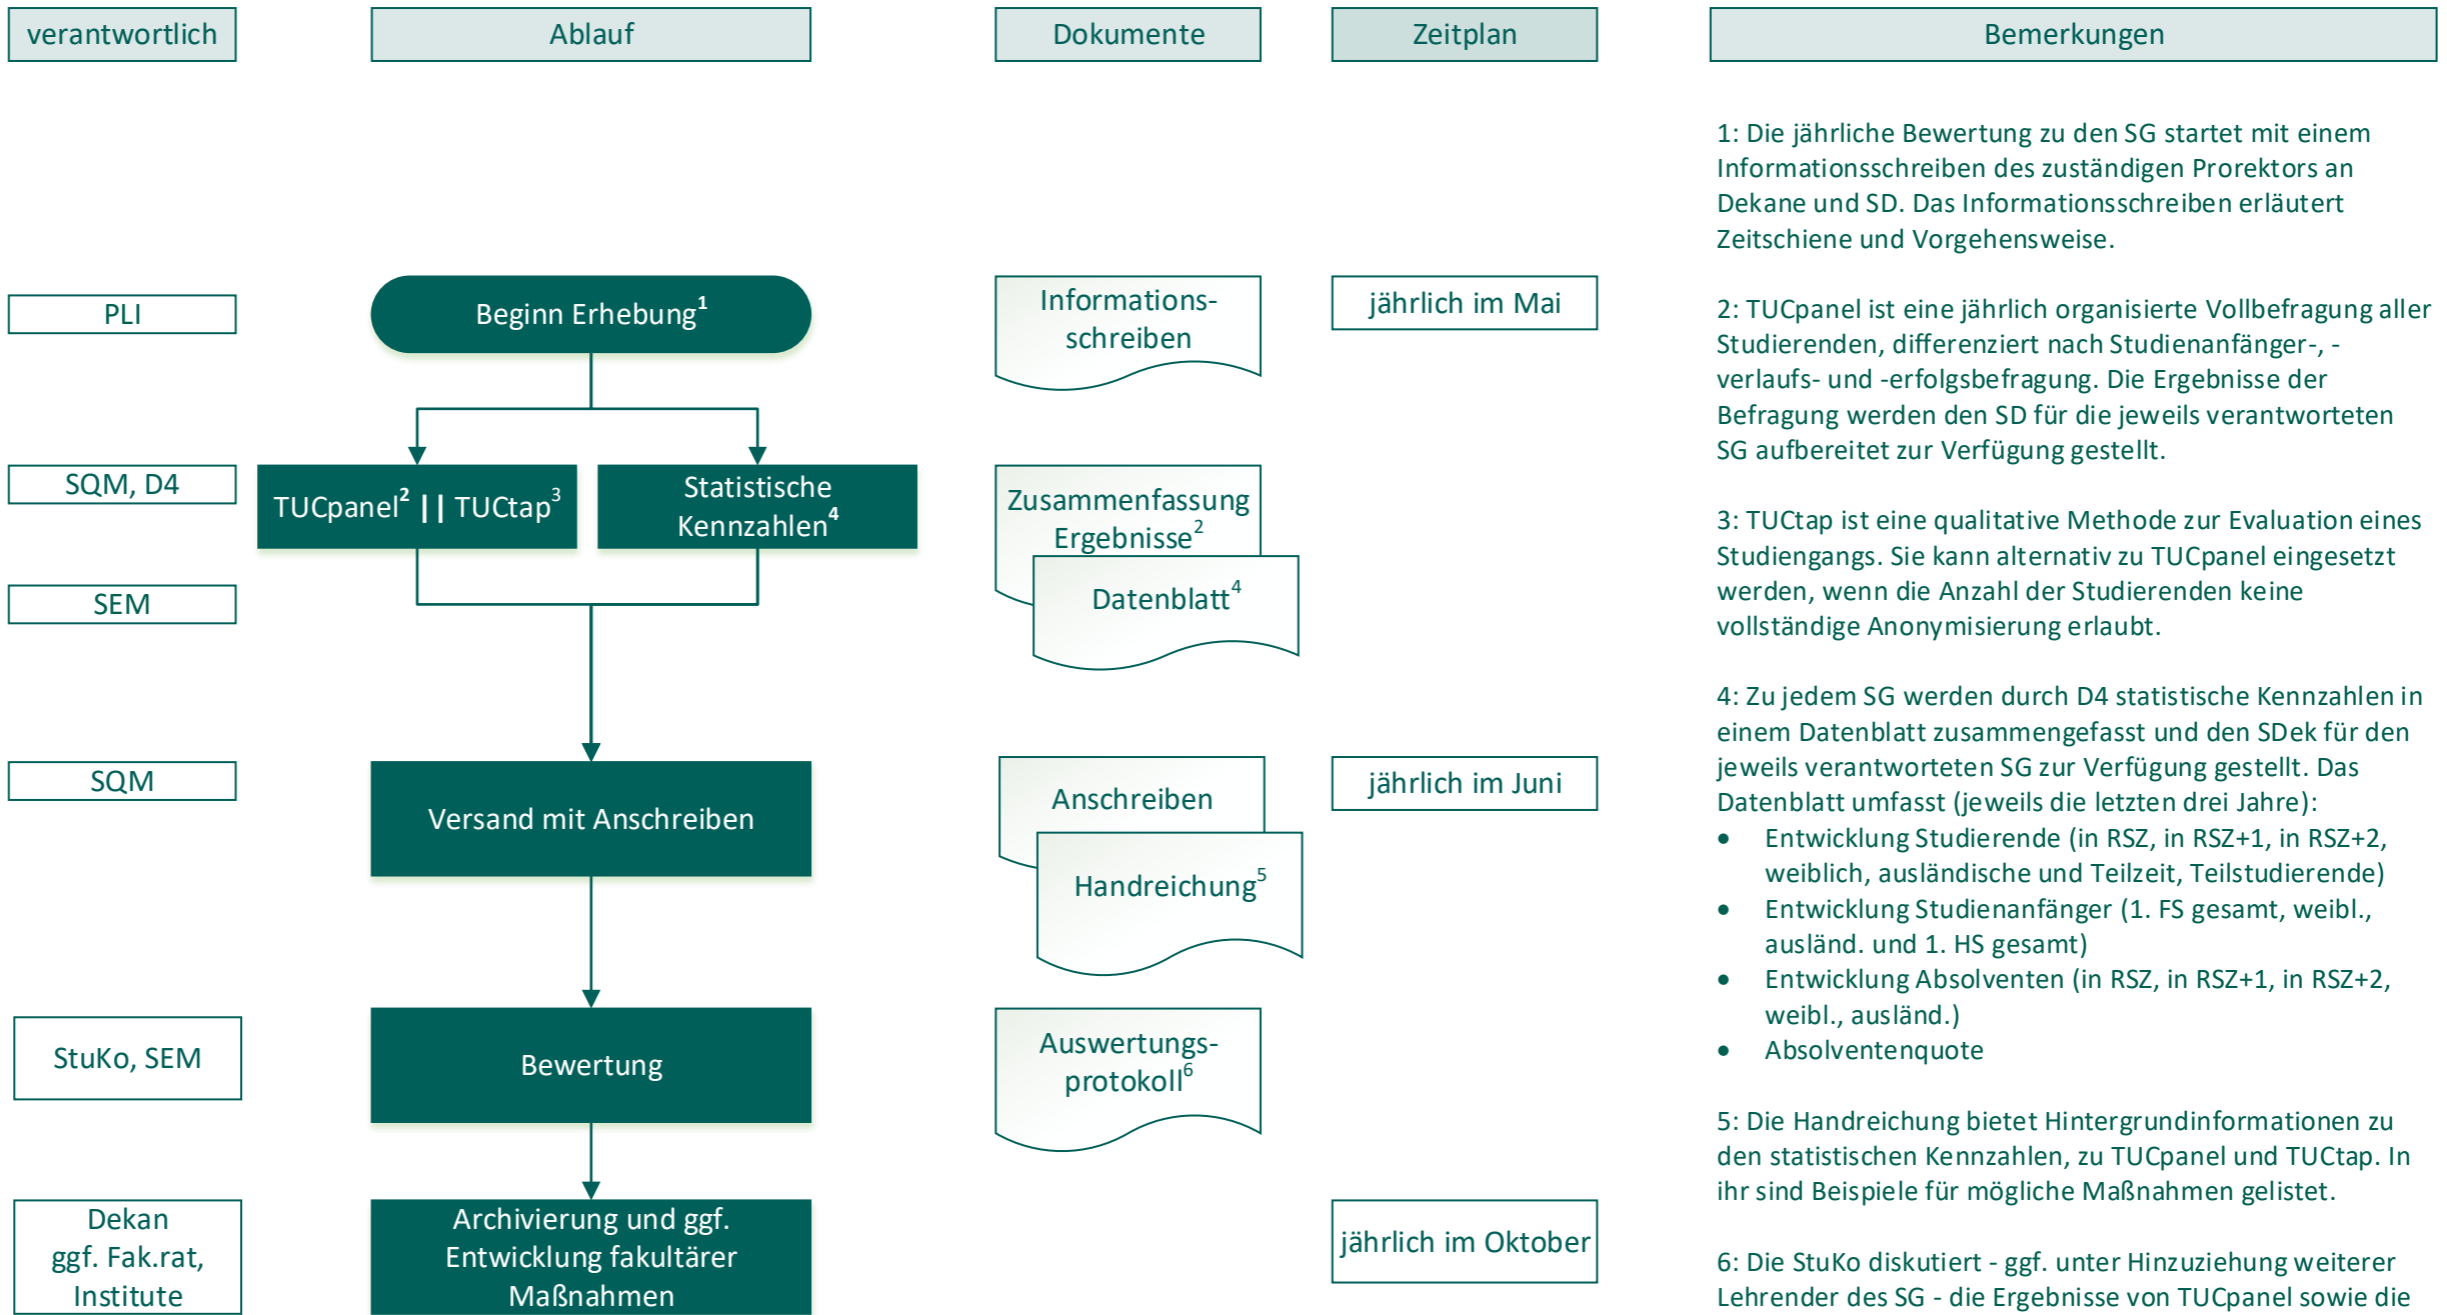 verantwortlich
Ablauf
Dokumente
Zeitplan
Bemerkungen
PLI
Beginn Erhebung¹
Informations-
schreiben
jährlich im Mai
SQM, D4
TUCpanel² || TUCtap³
Statistische
Kennzahlen⁴
Zusammenfassung
Ergebnisse²
Datenblatt⁴
SEM
SQM
Versand mit Anschreiben
Anschreiben
Handreichung⁵
jährlich im Juni
StuKo, SEM
Bewertung
Auswertungs-
protokoll⁶
Dekan
ggf. Fak.rat,
Institute
Archivierung und ggf.
Entwicklung fakultärer
Maßnahmen
jährlich im Oktober
1: Die jährliche Bewertung zu den SG startet mit einem
Informationsschreiben des zuständigen Prorektors an
Dekane und SD. Das Informationsschreiben erläutert
Zeitschiene und Vorgehensweise.
2: TUCpanel ist eine jährlich organisierte Vollbefragung aller
Studierenden, differenziert nach Studienanfänger-, -
verlaufs- und -erfolgsbefragung. Die Ergebnisse der
Befragung werden den SD für die jeweils verantworteten
SG aufbereitet zur Verfügung gestellt.
3: TUCtap ist eine qualitative Methode zur Evaluation eines
Studiengangs. Sie kann alternativ zu TUCpanel eingesetzt
werden, wenn die Anzahl der Studierenden keine
vollständige Anonymisierung erlaubt.
4: Zu jedem SG werden durch D4 statistische Kennzahlen in
einem Datenblatt zusammengefasst und den SDek für den
jeweils verantworteten SG zur Verfügung gestellt. Das
Datenblatt umfasst (jeweils die letzten drei Jahre):
• Entwicklung Studierende (in RSZ, in RSZ+1, in RSZ+2,
weiblich, ausländische und Teilzeit, Teilstudierende)
• Entwicklung Studienanfänger (1. FS gesamt, weibl.,
ausländ. und 1. HS gesamt)
• Entwicklung Absolventen (in RSZ, in RSZ+1, in RSZ+2,
weibl., ausländ.)
• Absolventenquote
5: Die Handreichung bietet Hintergrundinformationen zu
den statistischen Kennzahlen, zu TUCpanel und TUCtap. In
ihr sind Beispiele für mögliche Maßnahmen gelistet.
6: Die StuKo diskutiert - ggf. unter Hinzuziehung weiterer
Lehrender des SG - die Ergebnisse von TUCpanel sowie die